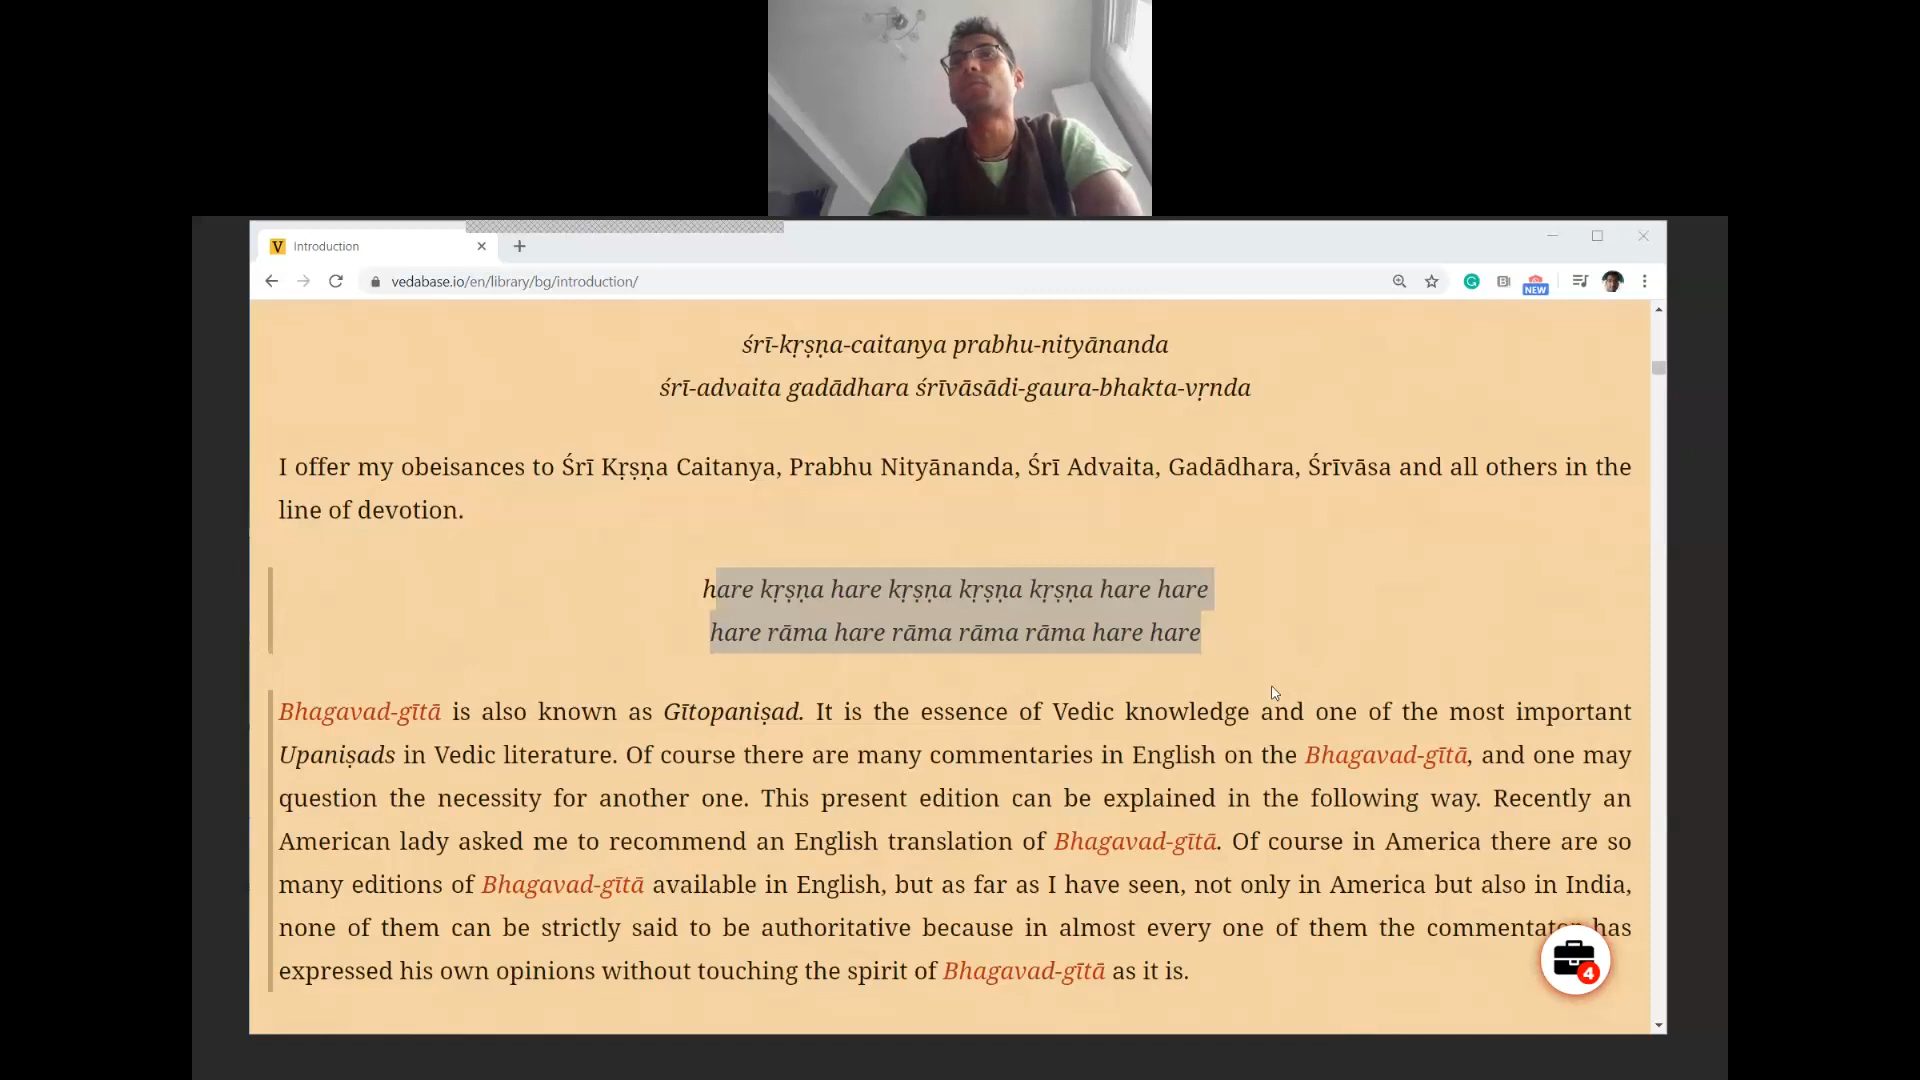 Introduction
vedabase.io/en/library/bg/introduction/
NEW
śrī-kṛṣṇa-caitanya prabhu-nityānanda
śrī-advaita gadādhara śrīvāsādi-gaura-bhakta-vṛnda
I offer my obeisances to Śrī Kṛṣṇa Caitanya, Prabhu Nityānanda, Śrī Advaita, Gadādhara, Śrīvāsa and all others in the
line of devotion.
hare kṛṣṇa hare kṛṣṇa kṛṣṇa kṛṣṇa hare hare
hare rāma hare rāma rāma rāma hare hare
Bhagavad-gītā is also known as Gītopaniṣad. It is the essence of Vedic knowledge and one of the most important
Upaniṣads in Vedic literature. Of course there are many commentaries in English on the Bhagavad-gītā, and one may
question the necessity for another one. This present edition can be explained in the following way. Recently an
American lady asked me to recommend an English translation of Bhagavad-gītā. Of course in America there are so
many editions of Bhagavad-gītā available in English, but as far as I have seen, not only in America but also in India,
none of them can be strictly said to be authoritative because in almost every one of them the commentator has
expressed his own opinions without touching the spirit of Bhagavad-gītā as it is.
4